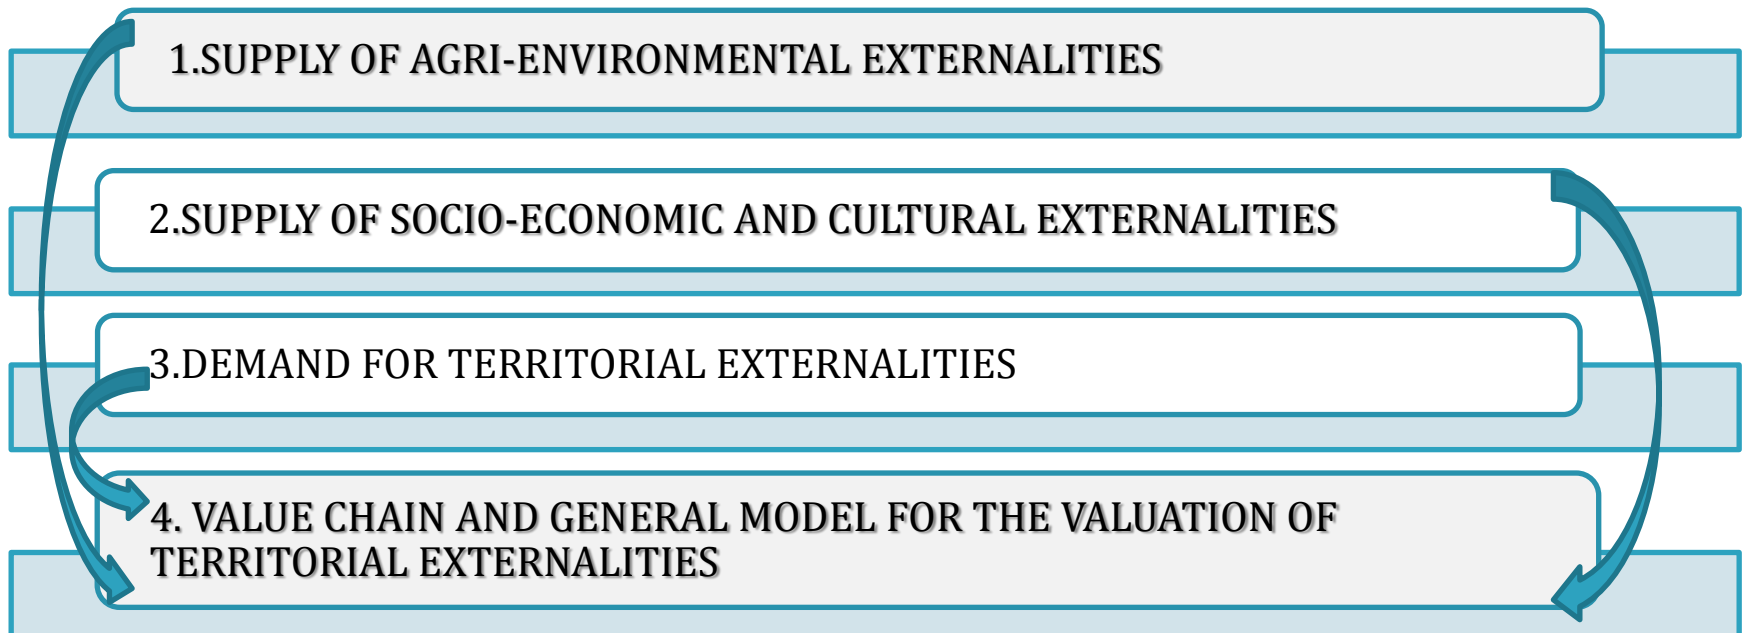 1.SUPPLY OF AGRI-ENVIRONMENTAL EXTERNALITIES
2.SUPPLY OF SOCIO-ECONOMIC AND CULTURAL EXTERNALITIES
3.DEMAND FOR TERRITORIAL EXTERNALITIES
4. VALUE CHAIN AND GENERAL MODEL FOR THE VALUATION OF
TERRITORIAL EXTERNALITIES